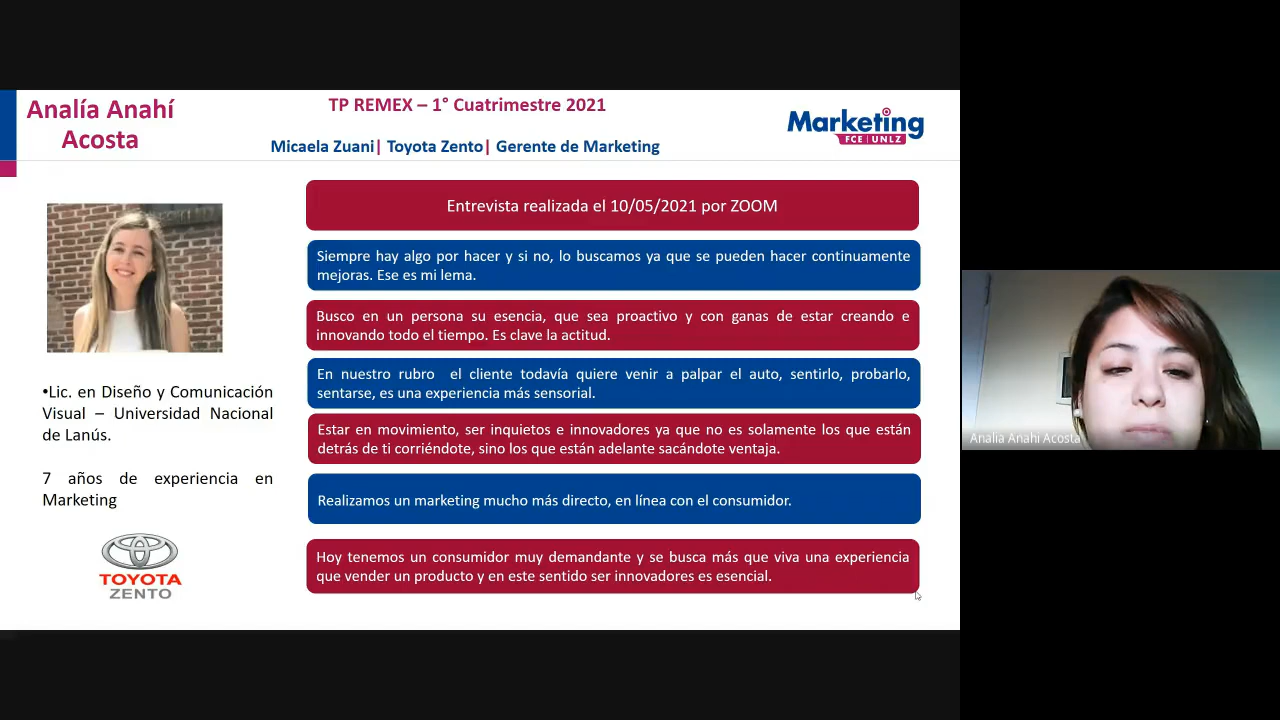 Analía Anahí
Acosta
TP REMEX – 1° Cuatrimestre 2021
Micaela Zuani| Toyota Zento| Gerente de Marketing
Marketing
FCE | UNLZ
Entrevista realizada el 10/05/2021 por ZOOM
Siempre hay algo por hacer y si no, lo buscamos ya que se pueden hacer continuamente
mejoras. Ese es mi lema.
Busco en un persona su esencia, que sea proactivo y con ganas de estar creando e
innovando todo el tiempo. Es clave la actitud.
En nuestro rubro el cliente todavía quiere venir a palpar el auto, sentirlo, probarlo,
sentarse, es una experiencia más sensorial.
Estar en movimiento, ser inquietos e innovadores ya que no es solamente los que están
detrás de ti corriéndote, sino los que están adelante sacándote ventaja.
Realizamos un marketing mucho más directo, en línea con el consumidor.
Hoy tenemos un consumidor muy demandante y se busca más que viva una experiencia
que vender un producto y en este sentido ser innovadores es esencial.
•Lic. en Diseño y Comunicación
Visual – Universidad Nacional
de Lanús.
7 años de experiencia en
Marketing
TOYOTA
ZENTO
Analia Anahi Acosta